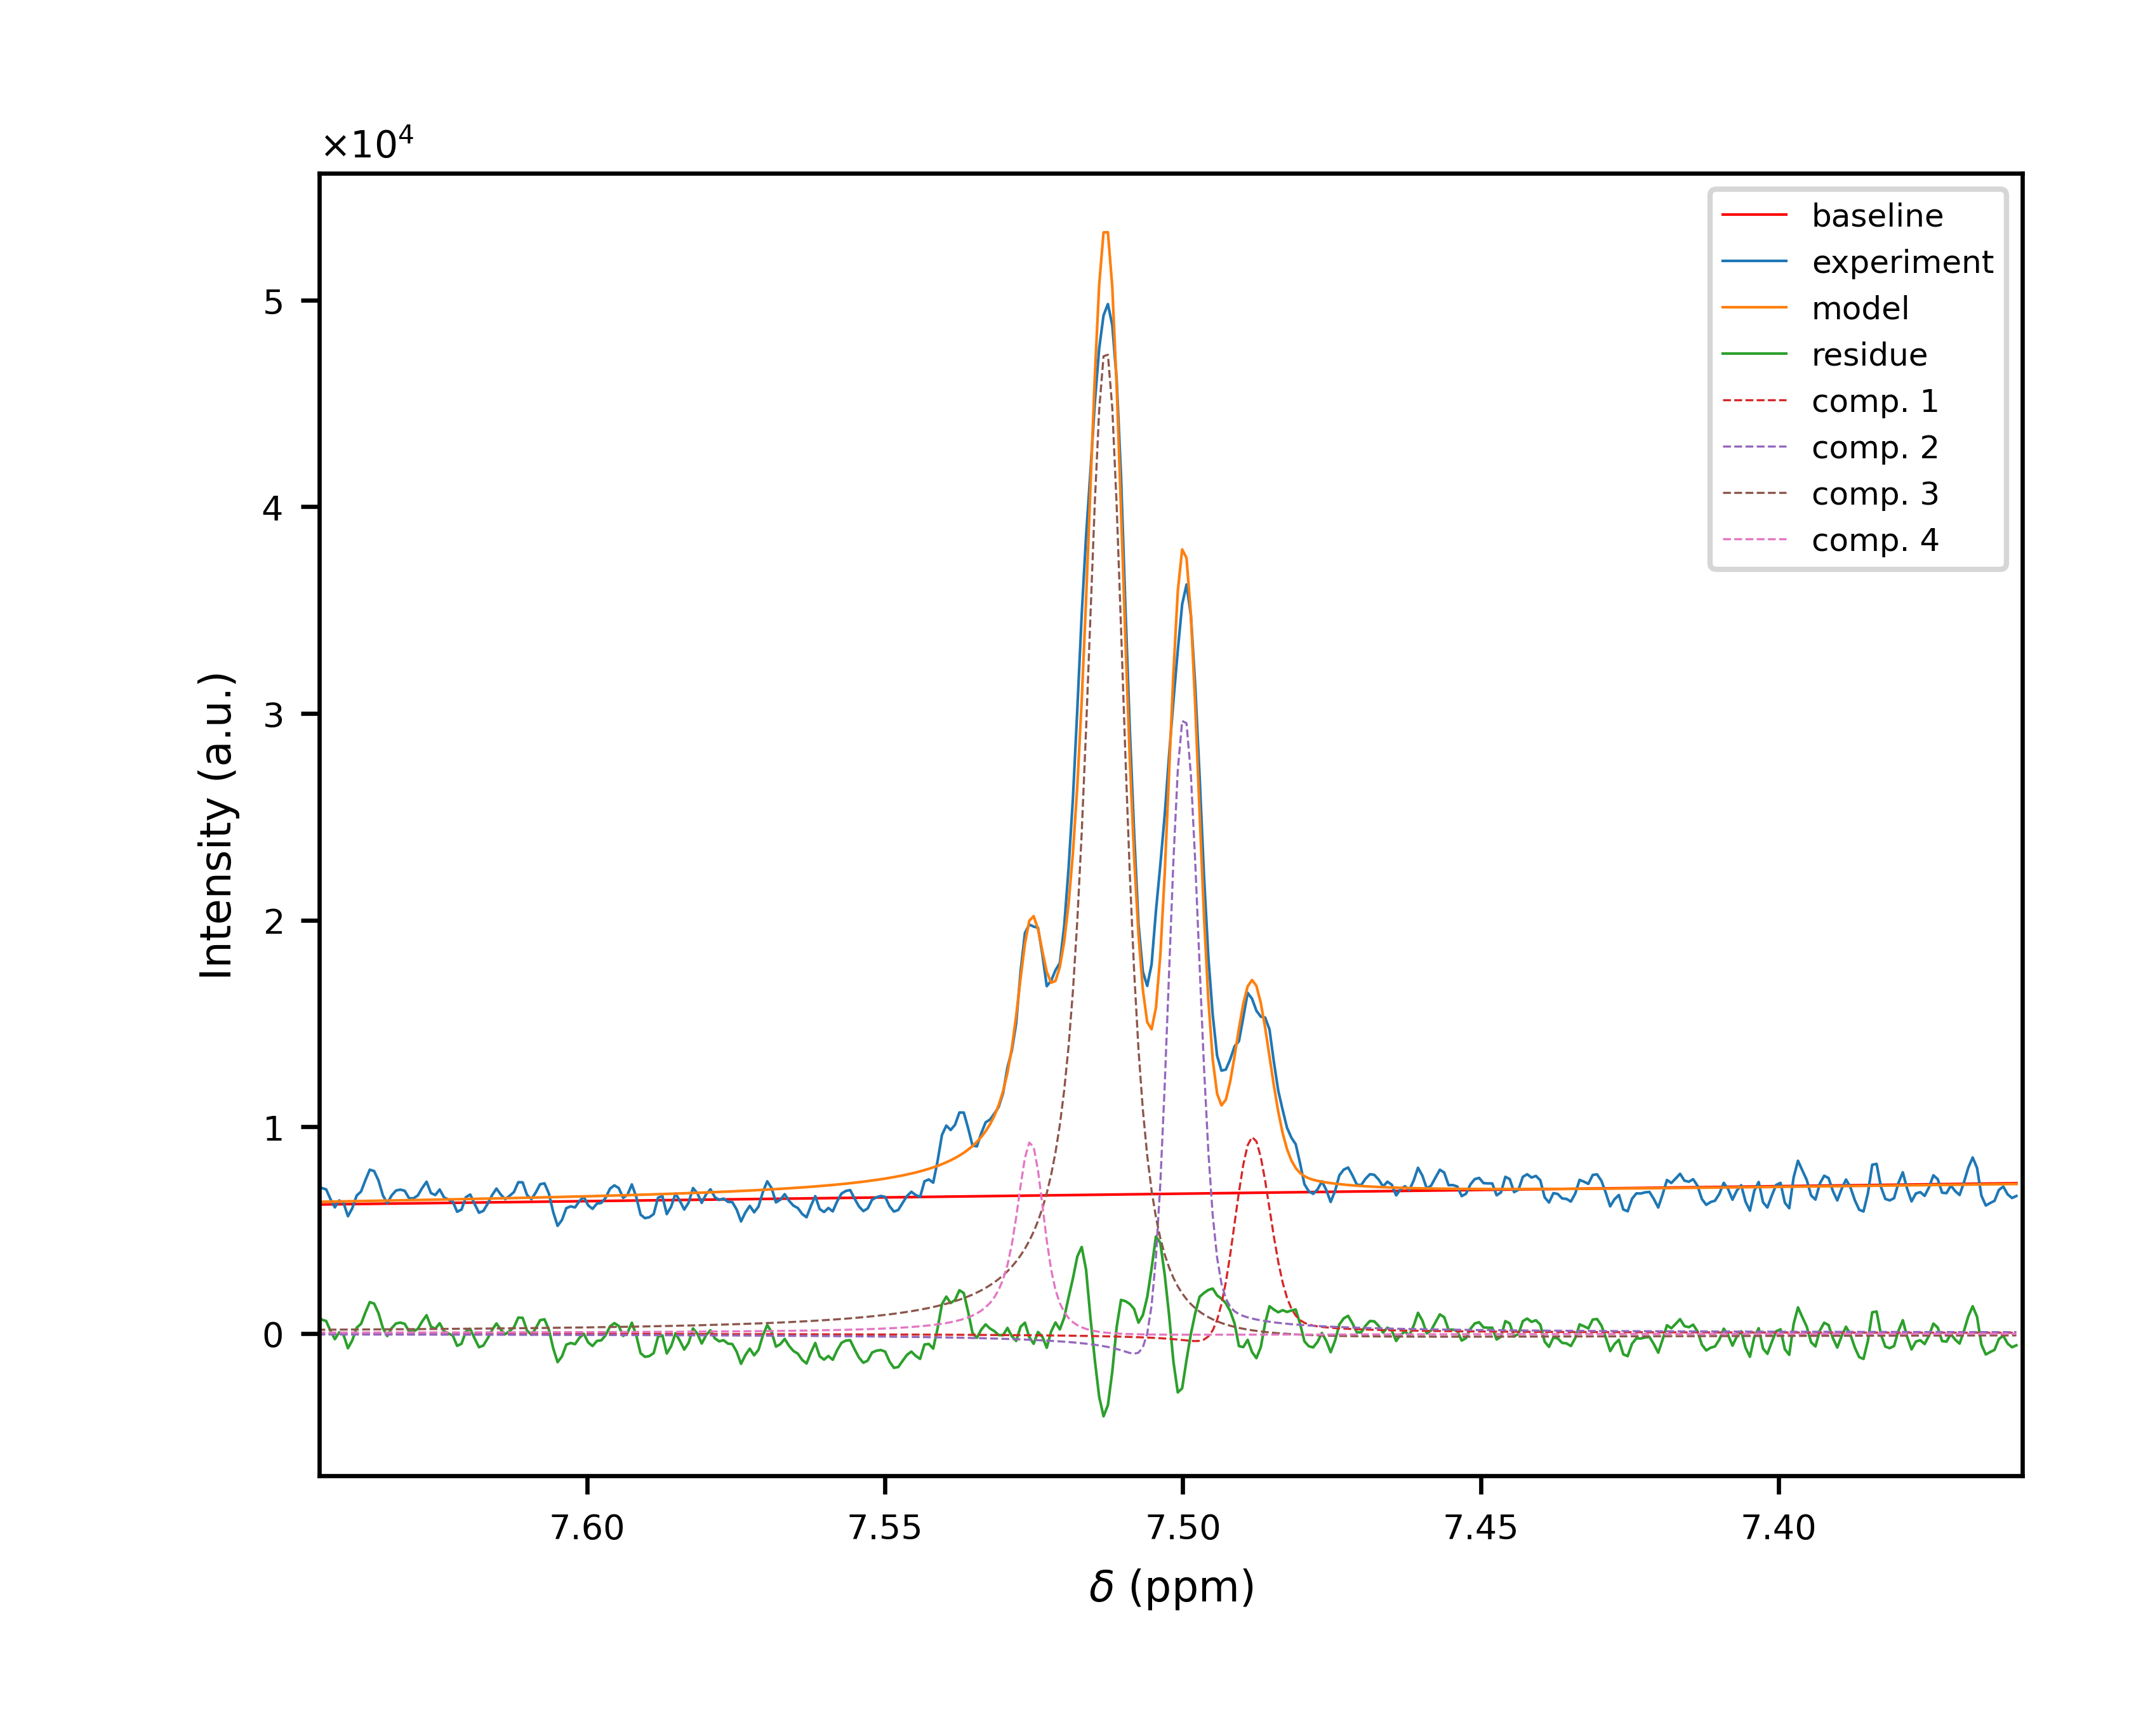 ×10⁴
baseline
experiment
model
residue
comp. 1
comp. 2
comp. 3
comp. 4
5
4
3
2
1
0
Intensity (a.u.)
7.60 7.55 7.50 7.45 7.40
δ (ppm)